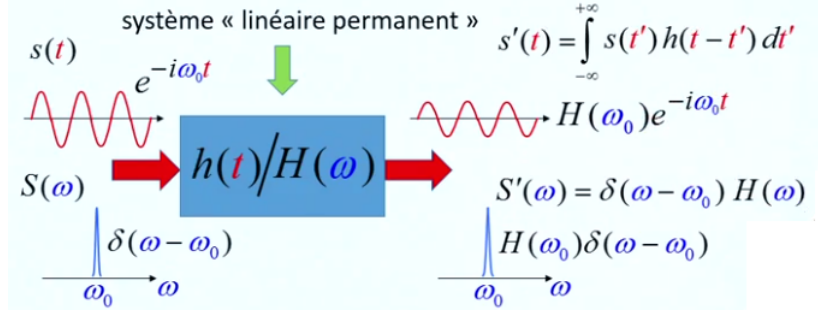 système « linéaire permanent »
s(t)
e^{-iω₀t}
s'(t) = ∫_{-∞}^{+∞} s(t') h(t − t') dt'
h(t)/H(ω)
H(ω₀)e^{-iω₀t}
S(ω)
S'(ω) = δ(ω − ω₀) H(ω)
δ(ω − ω₀)
H(ω₀)δ(ω − ω₀)
ω₀ ω
ω₀ ω